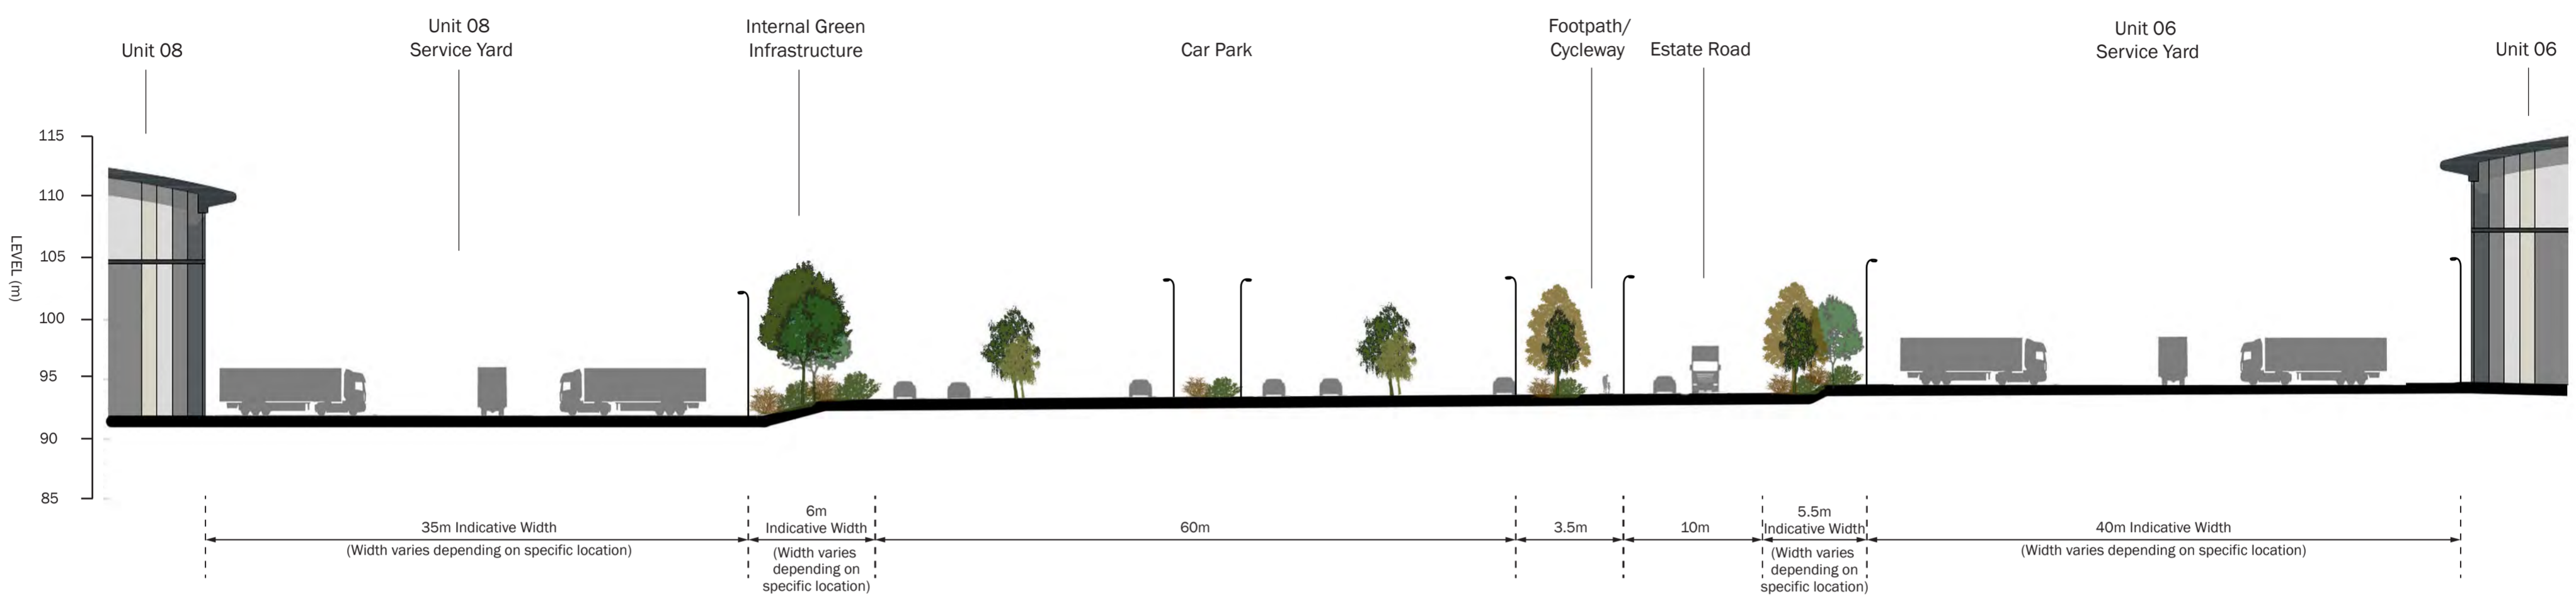 Unit 08
Unit 08
Service Yard
Internal Green
Infrastructure
Car Park
Footpath/
Cycleway
Estate Road
Unit 06
Service Yard
Unit 06
LEVEL (m)
115
110
105
100
95
90
85
35m Indicative Width
(Width varies depending on specific location)
6m
Indicative Width
(Width varies
depending on
specific location)
60m
3.5m
10m
5.5m
Indicative Width
(Width varies
depending on
specific location)
40m Indicative Width
(Width varies depending on specific location)